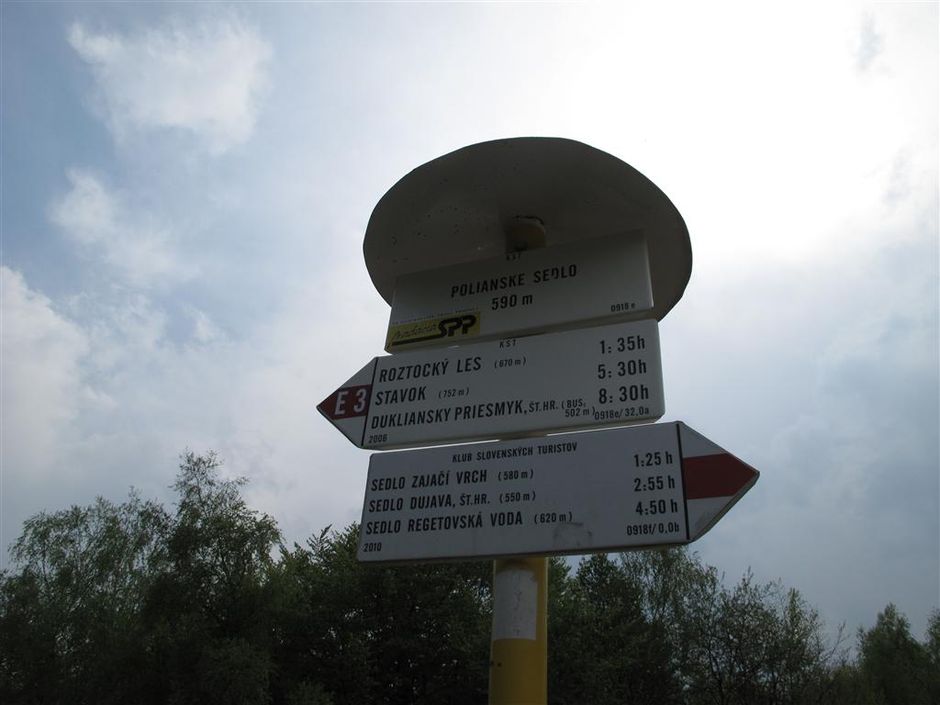 KST
POLIANSKE SEDLO
590 m
0918 e
nadácia SPP
KST
ROZTOCKÝ LES (670 m) 1:35h
STAVOK (752 m) 5:30h
DUKLIANSKY PRIESMYK, ŠT.HR. (BUS, 502 m) 8:30h
E3
2006
0918e/32,0a
KLUB SLOVENSKÝCH TURISTOV
SEDLO ZAJAČÍ VRCH (580 m) 1:25 h
SEDLO DUJAVA, ŠT.HR. (550 m) 2:55 h
SEDLO REGETOVSKÁ VODA (620 m) 4:50 h
2010
0918f/0,0b